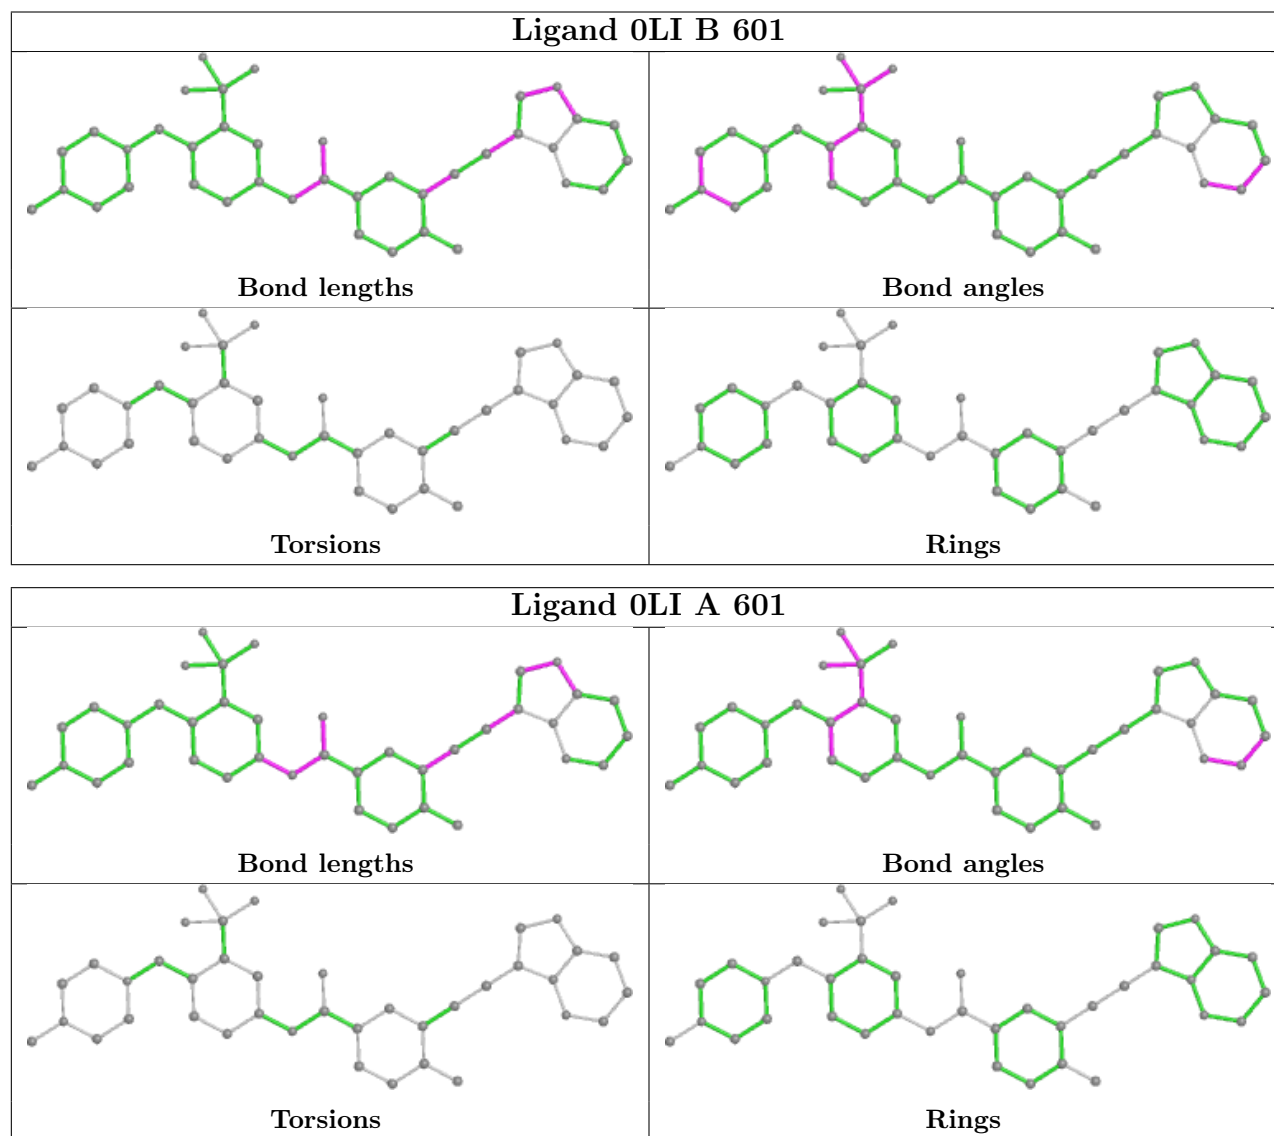 Ligand 0LI B 601
Bond lengths
Bond angles
Torsions
Rings
Ligand 0LI A 601
Bond lengths
Bond angles
Torsions
Rings